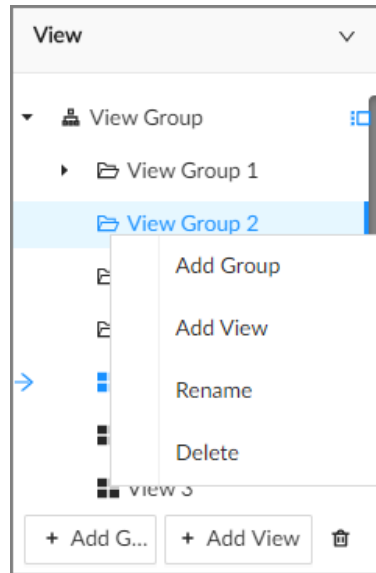 View
View Group
View Group 1
View Group 2
Add Group
Add View
Rename
Delete
View 3
+ Add G...
+ Add View